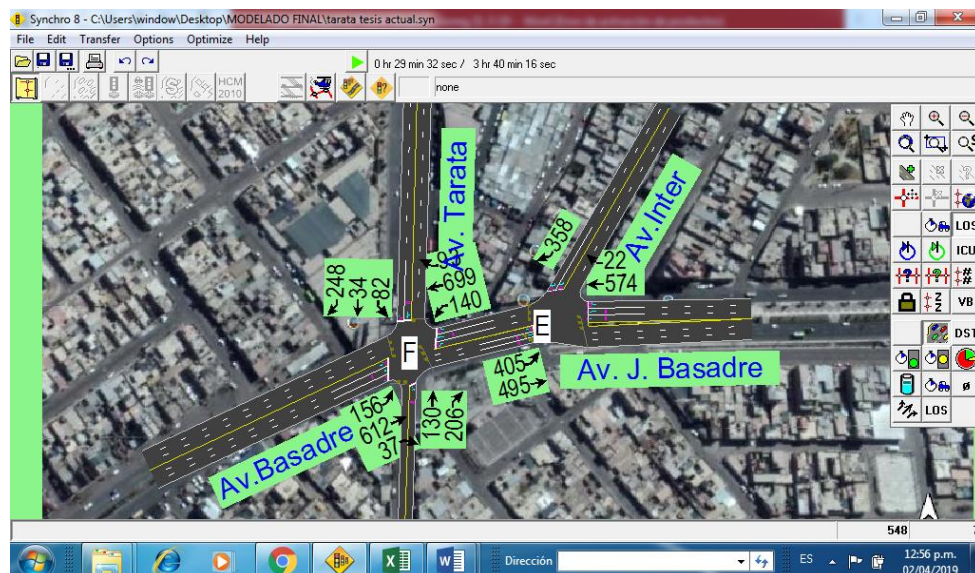 Synchro 8 - C:\Users\window\Desktop\MODELADO FINAL\tarata tesis actual.syn
File Edit Transfer Options Optimize Help
0 hr 29 min 32 sec / 3 hr 40 min 16 sec
HCM
2010
none
Av. Tarata
Av. Inter
358
22
574
699
140
248
34
82
F
E
405
495
Av. J. Basadre
156
612
37
130
206
Av.Basadre
LOS
ICU
VB
DST
LOS
ø
548
Dirección
ES
12:56 p.m.
02/04/2019